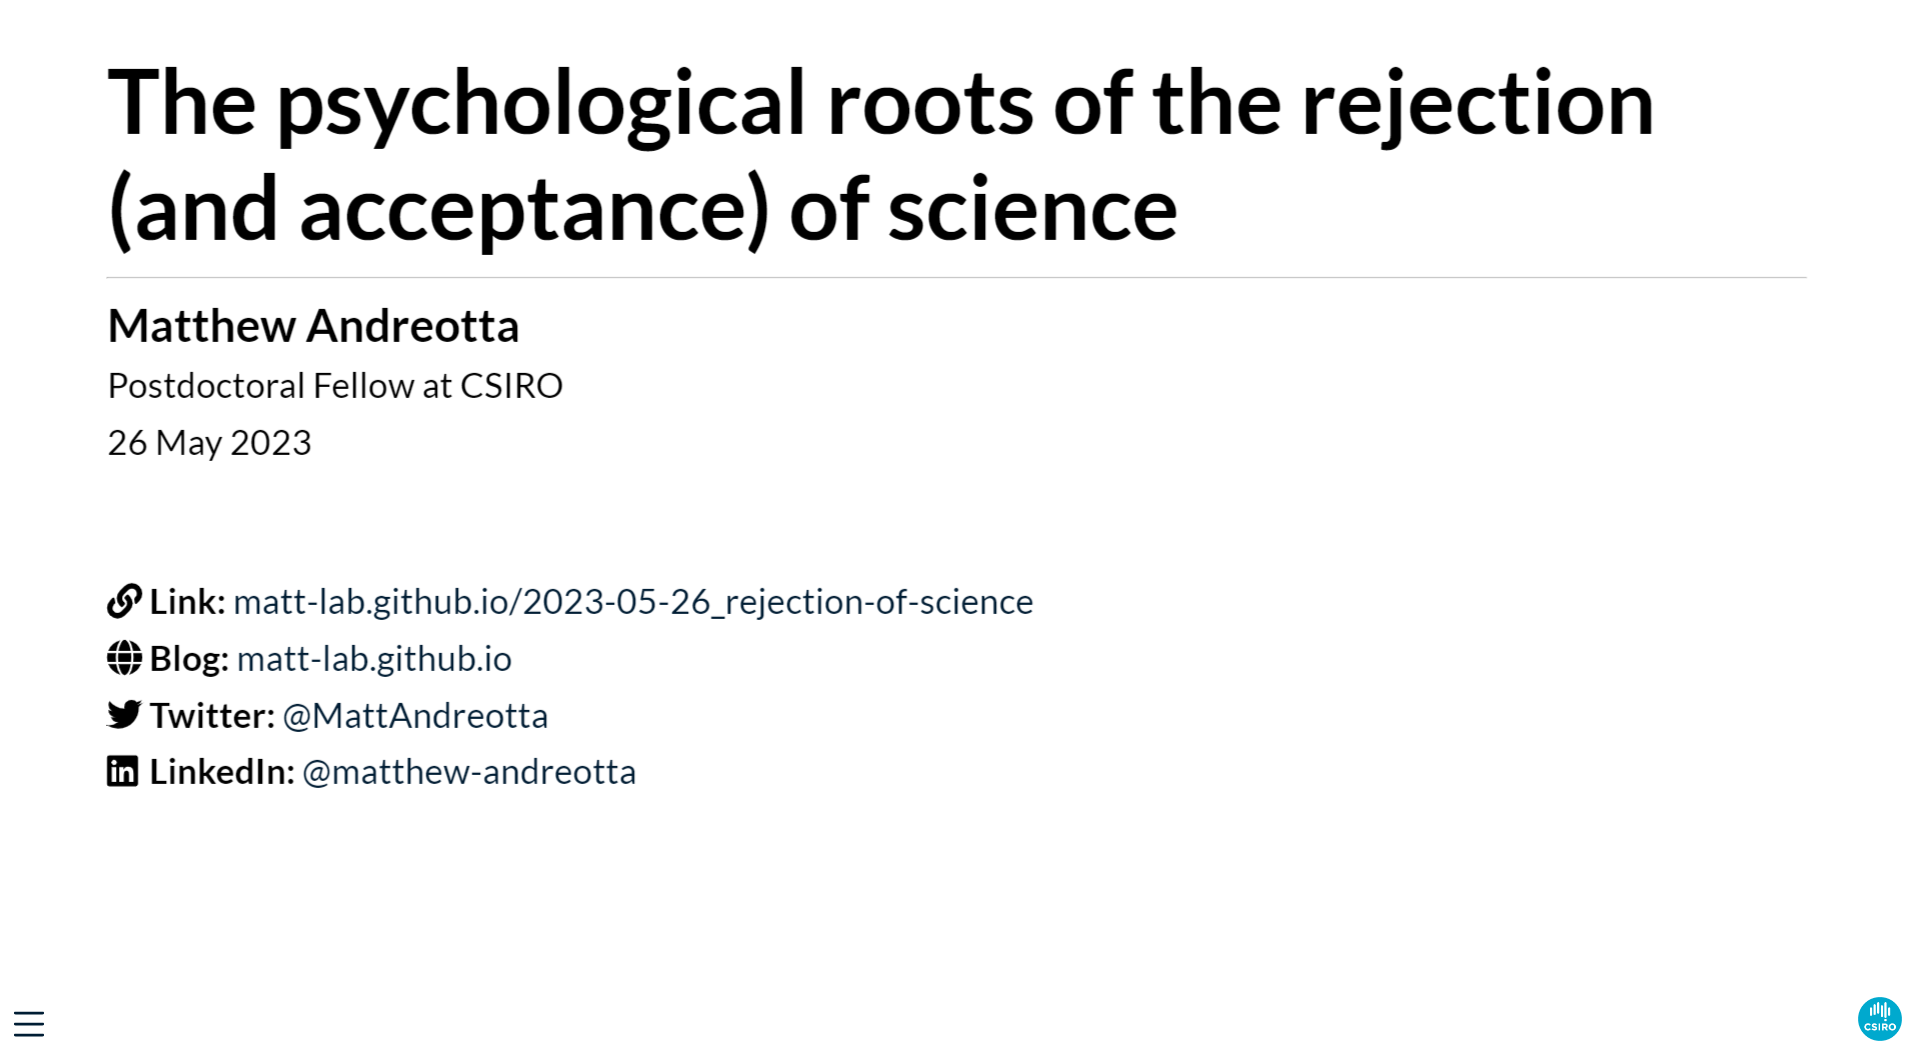 The psychological roots of the rejection
(and acceptance) of science
Matthew Andreotta
Postdoctoral Fellow at CSIRO
26 May 2023
Link: matt-lab.github.io/2023-05-26_rejection-of-science
Blog: matt-lab.github.io
Twitter: @MattAndreotta
LinkedIn: @matthew-andreotta
CSIRO